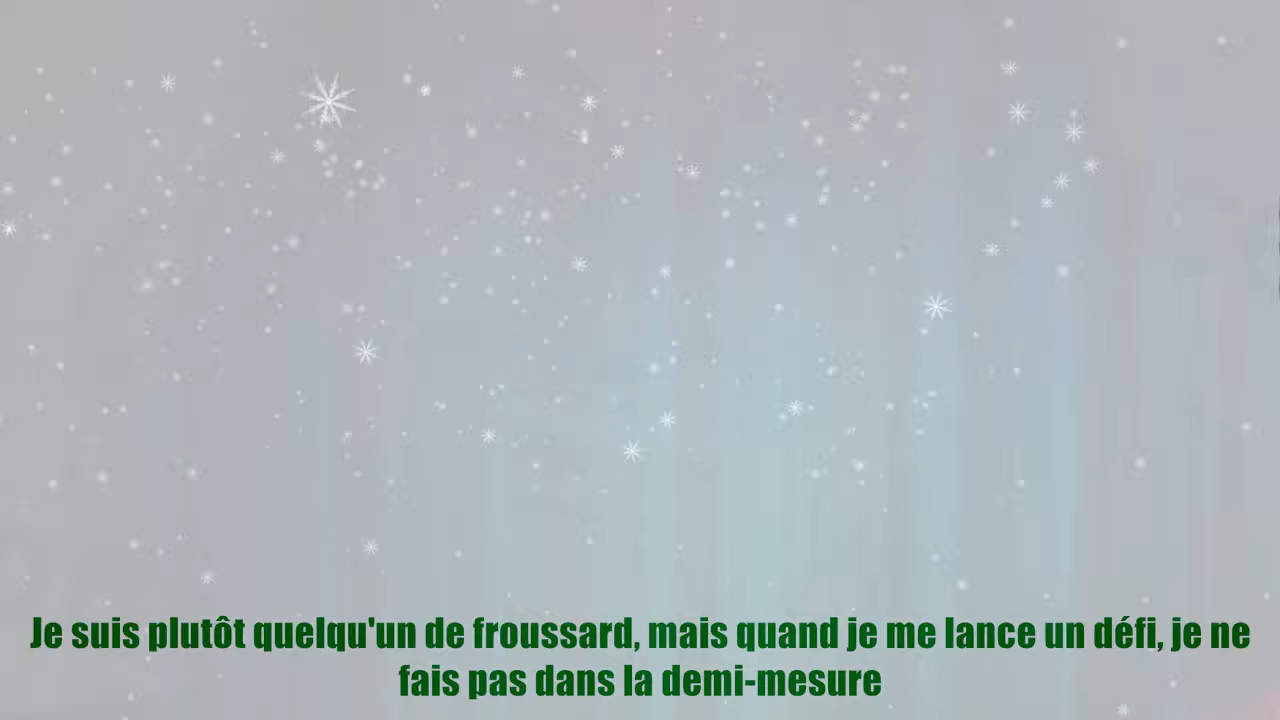 Je suis plutôt quelqu'un de froussard, mais quand je me lance un défi, je ne
fais pas dans la demi-mesure